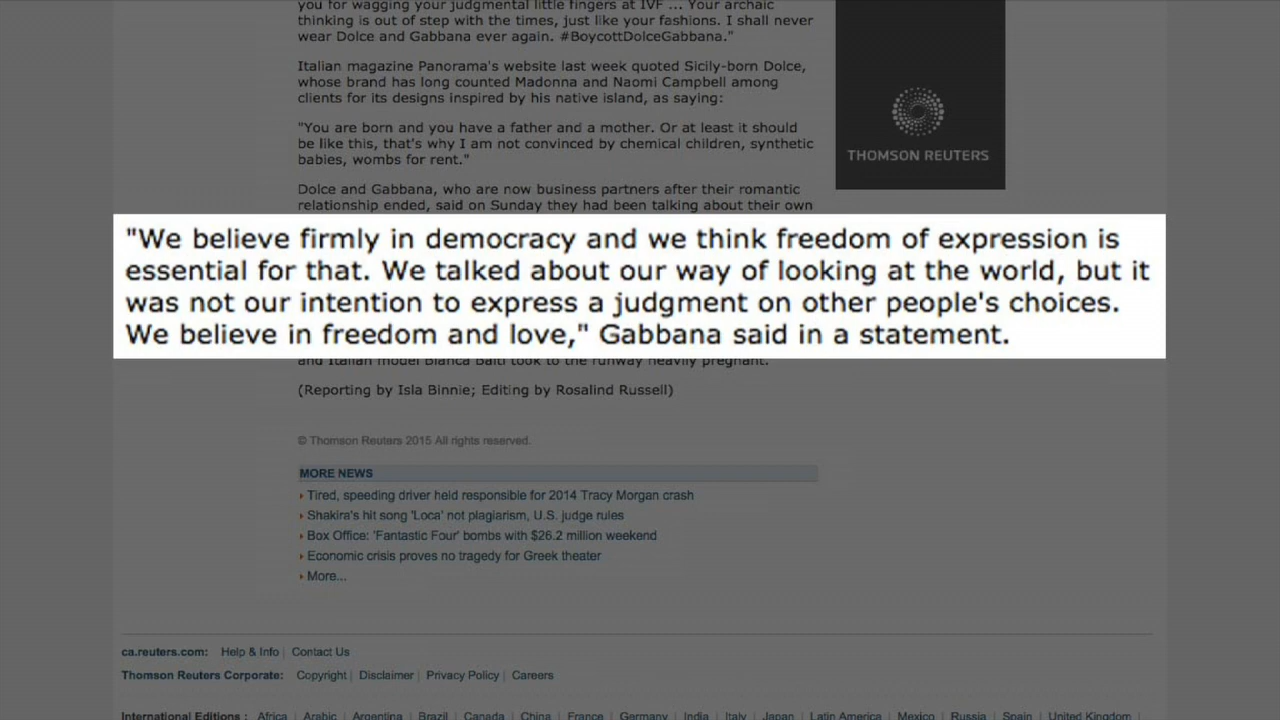 you for wagging your judgmental little fingers at IVF ... Your archaic
thinking is out of step with the times, just like your fashions. I shall never
wear Dolce and Gabbana ever again. #BoycottDolceGabbana."
Italian magazine Panorama's website last week quoted Sicily-born Dolce,
whose brand has long counted Madonna and Naomi Campbell among
clients for its designs inspired by his native island, as saying:
"You are born and you have a father and a mother. Or at least it should
be like this, that's why I am not convinced by chemical children, synthetic
babies, wombs for rent."
Dolce and Gabbana, who are now business partners after their romantic
relationship ended, said on Sunday they had been talking about their own
THOMSON REUTERS
"We believe firmly in democracy and we think freedom of expression is
essential for that. We talked about our way of looking at the world, but it
was not our intention to express a judgment on other people's choices.
We believe in freedom and love," Gabbana said in a statement.
and Italian model Bianca Balti took to the runway heavily pregnant.
(Reporting by Isla Binnie; Editing by Rosalind Russell)
© Thomson Reuters 2015 All rights reserved.
MORE NEWS
Tired, speeding driver held responsible for 2014 Tracy Morgan crash
Shakira's hit song 'Loca' not plagiarism, U.S. judge rules
Box Office: 'Fantastic Four' bombs with $26.2 million weekend
Economic crisis proves no tragedy for Greek theater
More...
ca.reuters.com: Help & Info | Contact Us
Thomson Reuters Corporate: Copyright | Disclaimer | Privacy Policy | Careers
International Editions : Africa | Arabic | Argentina | Brazil | Canada | China | France | Germany | India | Italy | Japan | Latin America | Mexico | Russia | Spain | United Kingdom |